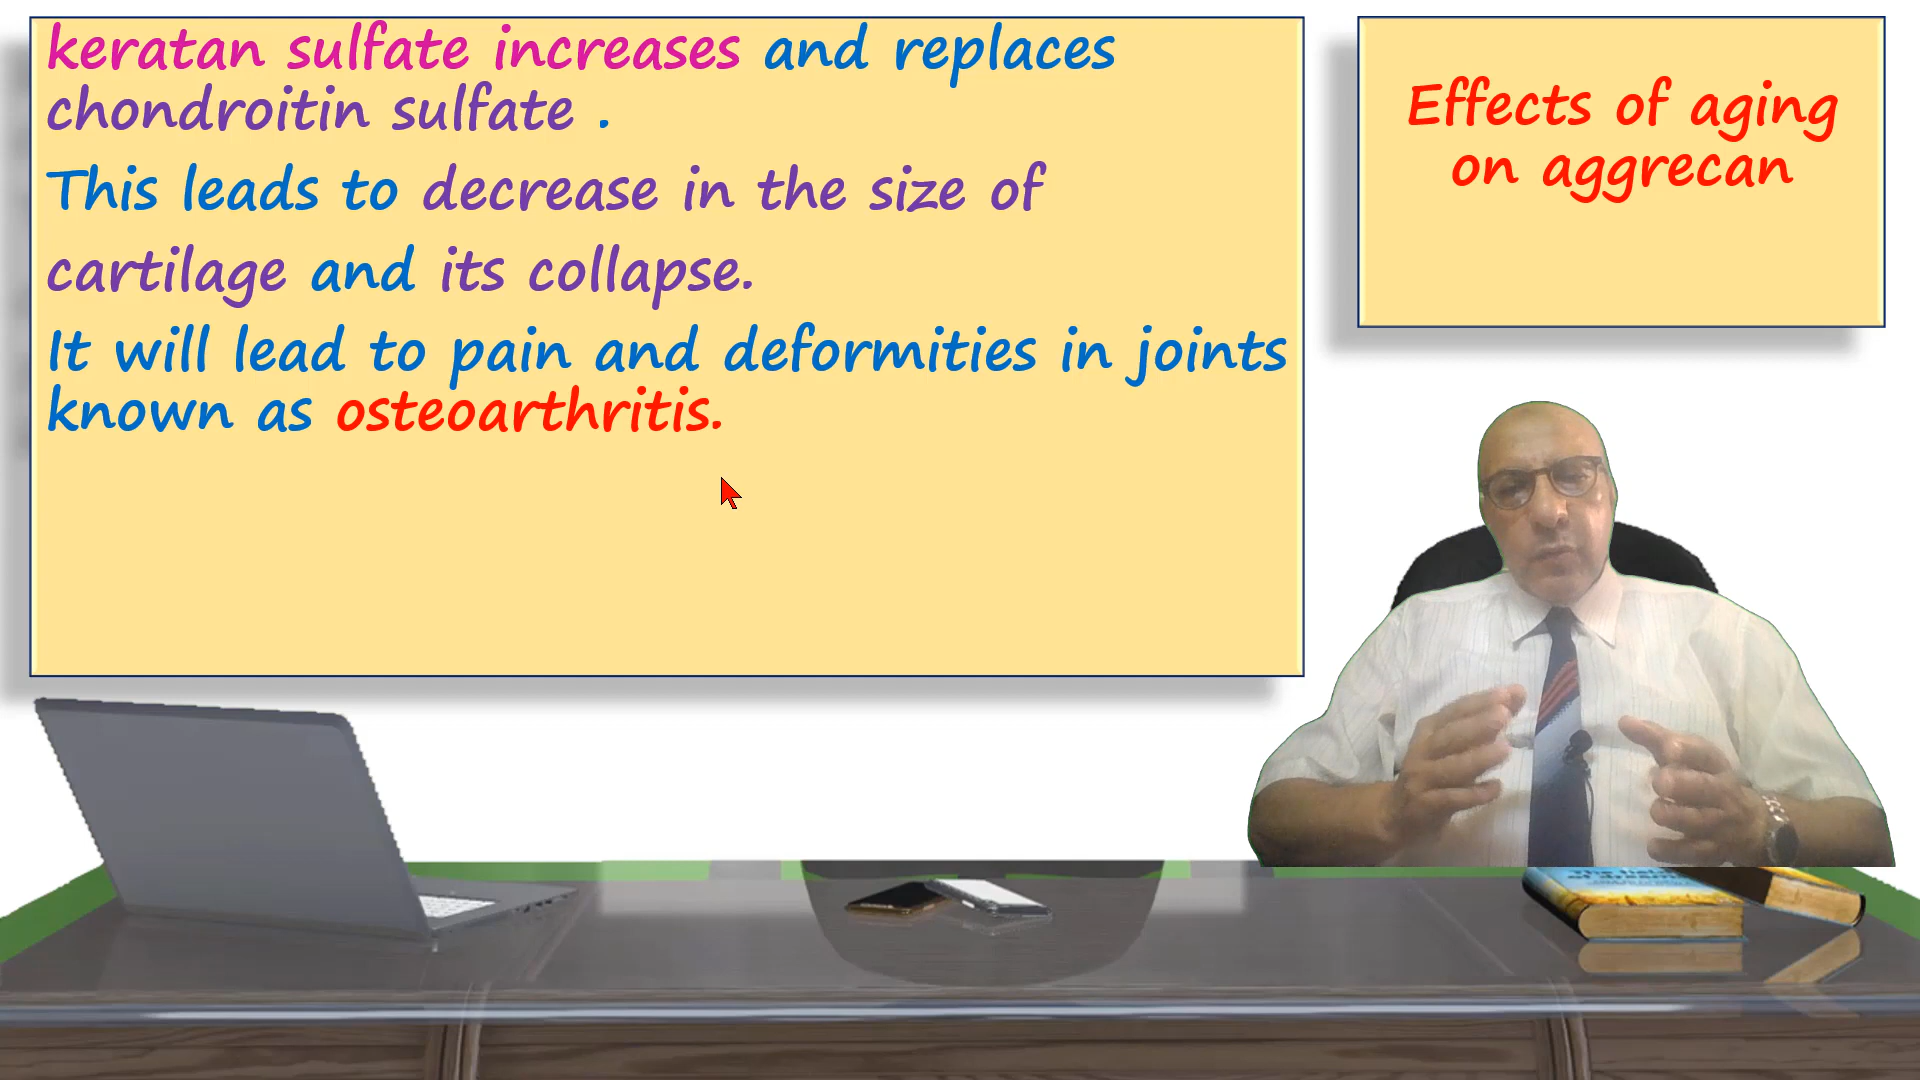 keratan sulfate increases and replaces
chondroitin sulfate .
This leads to decrease in the size of
cartilage and its collapse.
It will lead to pain and deformities in joints
known as osteoarthritis.
Effects of aging
on aggrecan